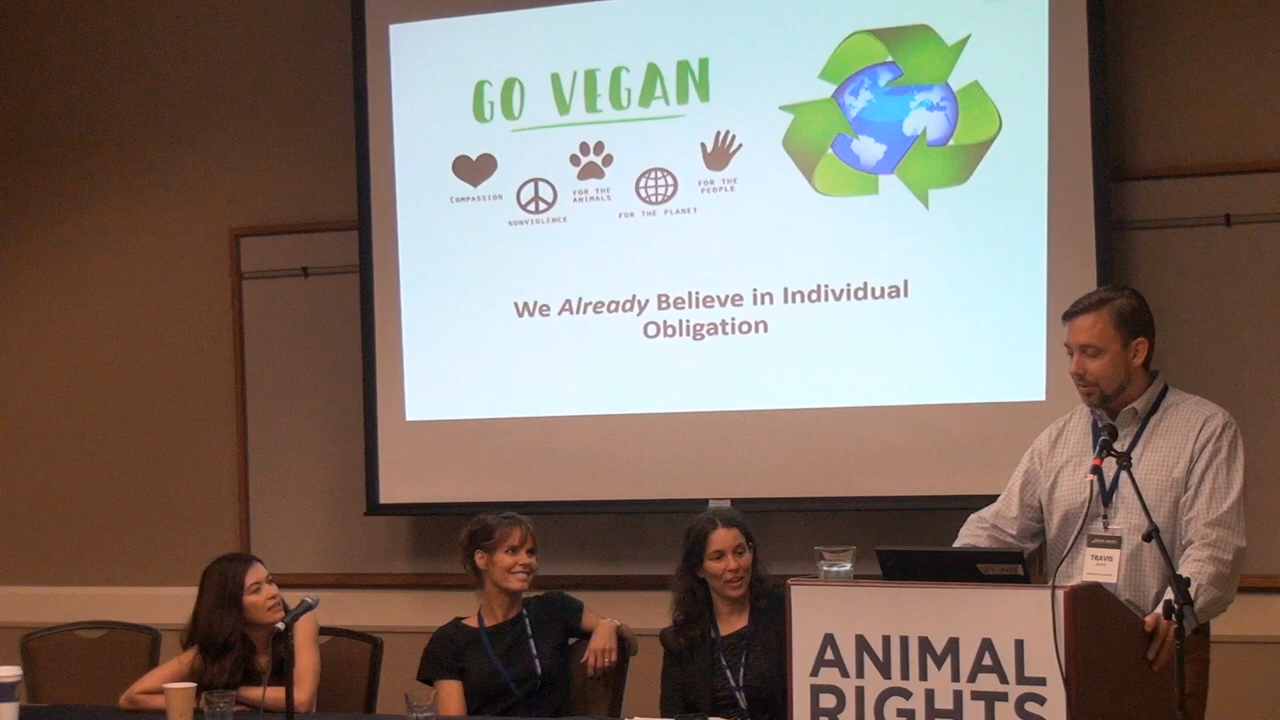 GO VEGAN
COMPASSION
NONVIOLENCE
FOR THE
ANIMALS
FOR THE PLANET
FOR THE
PEOPLE
We Already Believe in Individual
Obligation
TRAVIS
ANIMAL
RIGHTS